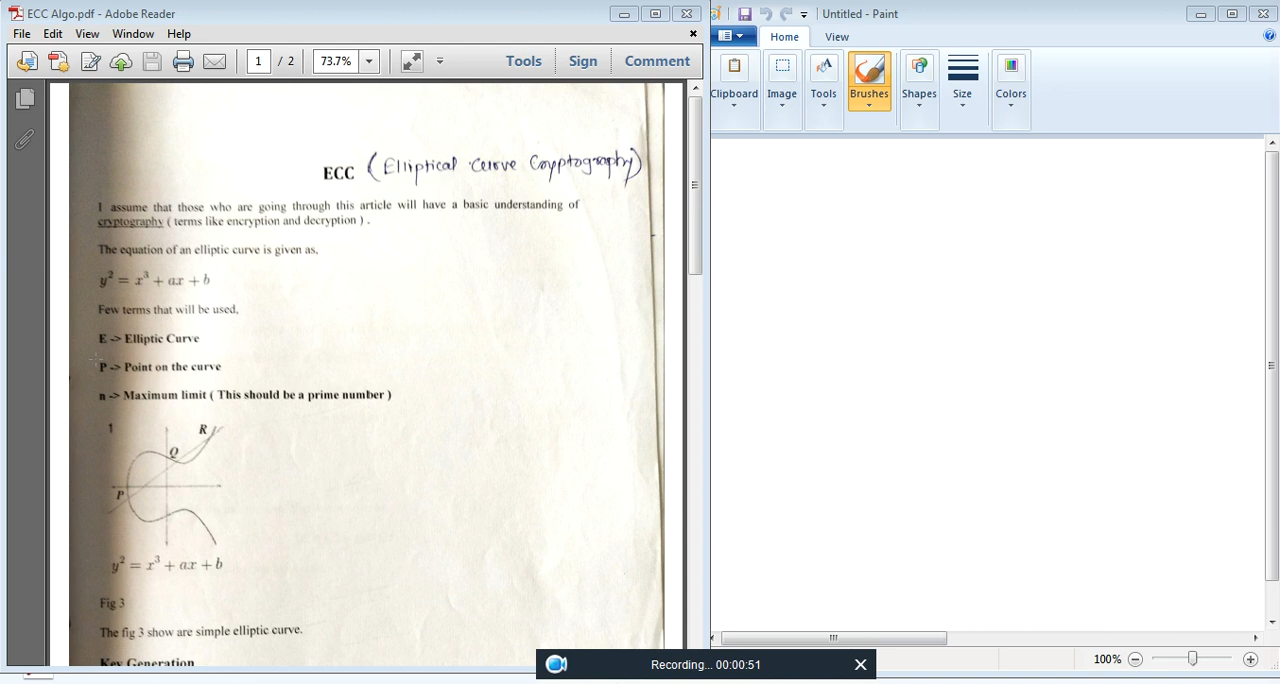 ECC Algo.pdf - Adobe Reader
File Edit View Window Help
1 / 2 73.7% Tools Sign Comment
ECC (Elliptical Curve Cryptography)
I assume that those who are going through this article will have a basic understanding of
cryptography ( terms like encryption and decryption ) .
The equation of an elliptic curve is given as,
y² = x³ + ax + b
Few terms that will be used,
E -> Elliptic Curve
P -> Point on the curve
n -> Maximum limit ( This should be a prime number )
1
R
Q
P
y² = x³ + ax + b
Fig 3
The fig 3 show are simple elliptic curve.
Key Generation
Untitled - Paint
Home View
Clipboard Image Tools Brushes Shapes Size Colors
100%
Recording... 00:00:51